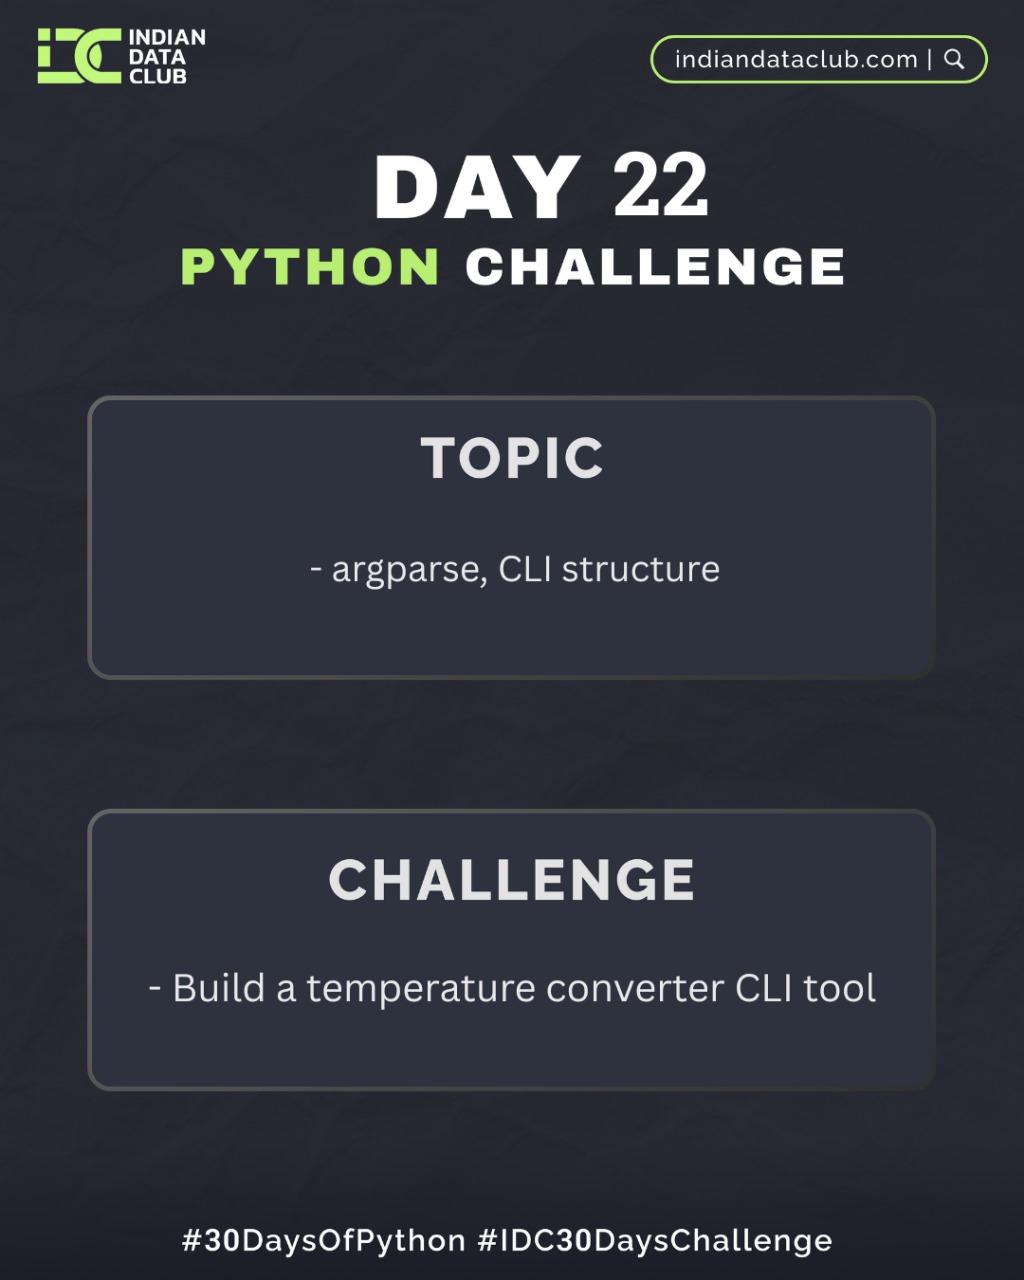 INDIAN
DATA
CLUB
indiandataclub.com |
DAY 22
PYTHON CHALLENGE
TOPIC
- argparse, CLI structure
CHALLENGE
- Build a temperature converter CLI tool
#30DaysOfPython #IDC30DaysChallenge